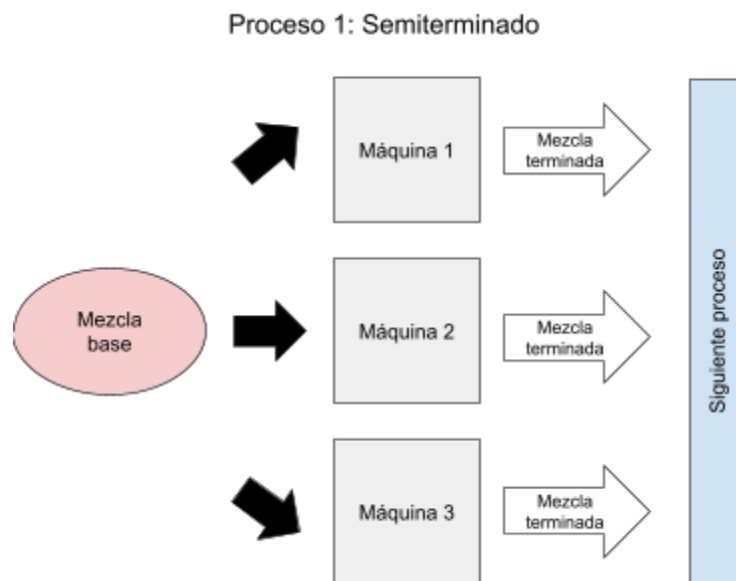 Proceso 1: Semiterminado
Máquina 1
Mezcla
terminada
Mezcla
base
Máquina 2
Mezcla
terminada
Siguiente proceso
Máquina 3
Mezcla
terminada